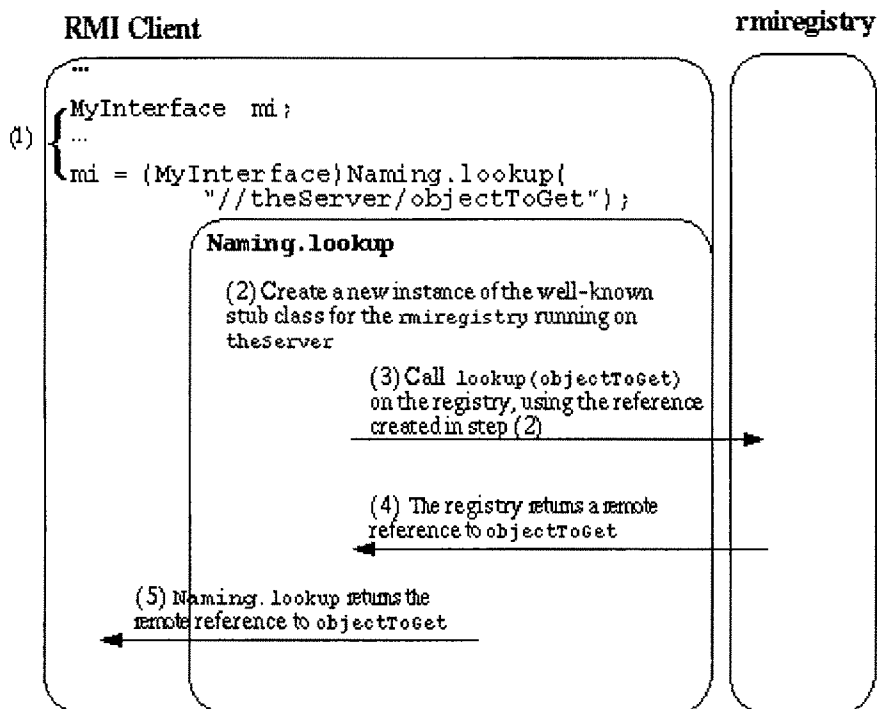 RMI Client
rmiregistry
...
MyInterface mi;
(1)
...
mi = (MyInterface)Naming.lookup(
"//theServer/objectToGet");
Naming.lookup
(2) Create a new instance of the well-known
stub class for the rmiregistry running on
theServer
(3) Call lookup(objectToGet)
on the registry, using the reference
created in step (2)
(4) The registry returns a remote
reference to objectToGet
(5) Naming.lookup returns the
remote reference to objectToGet